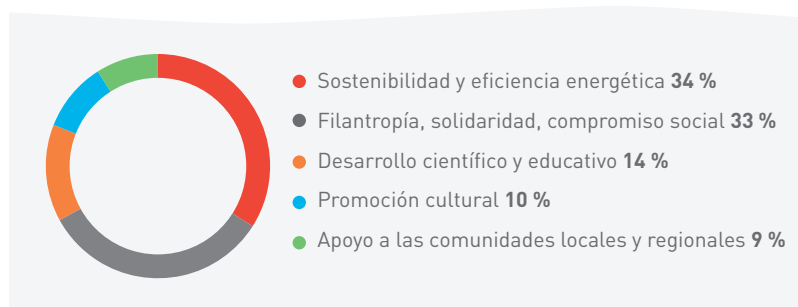 Sostenibilidad y eficiencia energética 34 %
Filantropía, solidaridad, compromiso social 33 %
Desarrollo científico y educativo 14 %
Promoción cultural 10 %
Apoyo a las comunidades locales y regionales 9 %